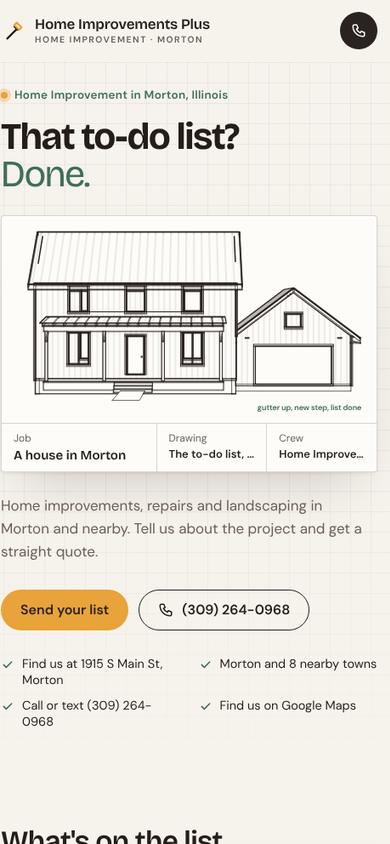 Home Improvements Plus
HOME IMPROVEMENT · MORTON
Home Improvement in Morton, Illinois
That to-do list?
Done.
gutter up, new step, list done
Job
A house in Morton
Drawing
The to-do list, ...
Crew
Home Improve...
Home improvements, repairs and landscaping in
Morton and nearby. Tell us about the project and get a
straight quote.
Send your list
(309) 264-0968
Find us at 1915 S Main St,
Morton
Morton and 8 nearby towns
Call or text (309) 264-
0968
Find us on Google Maps
What's on the list